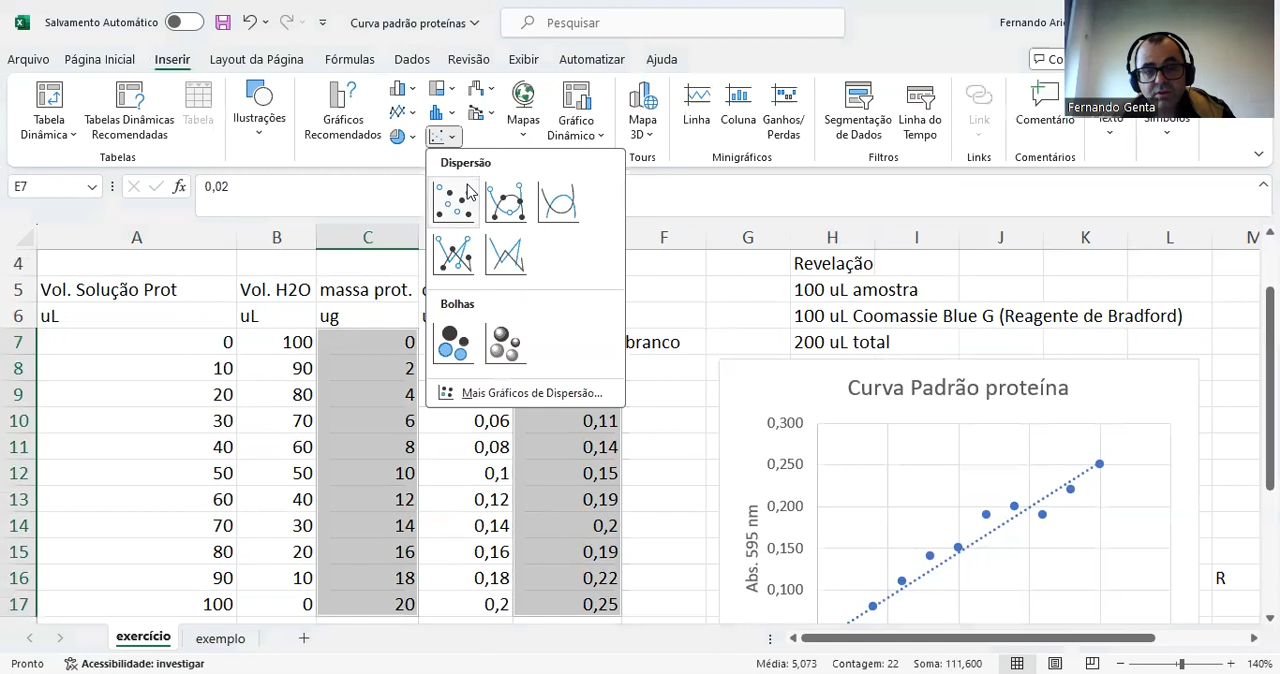 Salvamento Automático
Curva padrão proteínas
Pesquisar
Fernando Ari
Arquivo Página Inicial Inserir Layout da Página Fórmulas Dados Revisão Exibir Automatizar Ajuda
Co
Fernando Genta
Tabela Dinâmica
Tabelas Dinâmicas Recomendadas
Tabela
Ilustrações
Gráficos Recomendados
Mapas
Gráfico Dinâmico
Mapa 3D
Linha
Coluna
Ganhos/ Perdas
Segmentação de Dados
Linha do Tempo
Link
Comentário
Texto
Símbolos
Tabelas
Tours
Minigráficos
Filtros
Links
Comentários
Dispersão
Bolhas
Mais Gráficos de Dispersão...
E7
fx
0,02
A B C F G H I J K L M
4 Revelação
5 Vol. Solução Prot Vol. H2O massa prot. 100 uL amostra
6 uL uL ug 100 uL Coomassie Blue G (Reagente de Bradford)
7 0 100 0 branco 200 uL total
8 10 90 2
9 20 80 4
10 30 70 6 0,06 0,11
11 40 60 8 0,08 0,14
12 50 50 10 0,1 0,15
13 60 40 12 0,12 0,19
14 70 30 14 0,14 0,2
15 80 20 16 0,16 0,19
16 90 10 18 0,18 0,22 R
17 100 0 20 0,2 0,25
Curva Padrão proteína
Abs. 595 nm
0,300
0,250
0,200
0,150
0,100
exercício
exemplo
Pronto
Acessibilidade: investigar
Média: 5,073 Contagem: 22 Soma: 111,600
140%